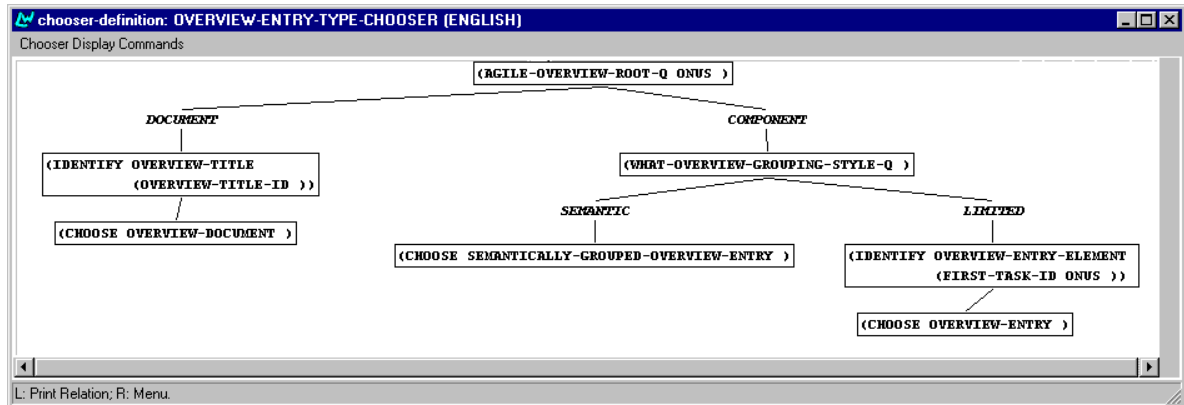 chooser-definition: OVERVIEW-ENTRY-TYPE-CHOOSER (ENGLISH)
Chooser Display Commands
(AGILE-OVERVIEW-ROOT-Q ONUS )
DOCUMENT
COMPONENT
(IDENTIFY OVERVIEW-TITLE
(OVERVIEW-TITLE-ID ))
(WHAT-OVERVIEW-GROUPING-STYLE-Q )
(CHOOSE OVERVIEW-DOCUMENT )
SEMANTIC
LIMITED
(CHOOSE SEMANTICALLY-GROUPED-OVERVIEW-ENTRY )
(IDENTIFY OVERVIEW-ENTRY-ELEMENT
(FIRST-TASK-ID ONUS ))
(CHOOSE OVERVIEW-ENTRY )
L: Print Relation; R: Menu.